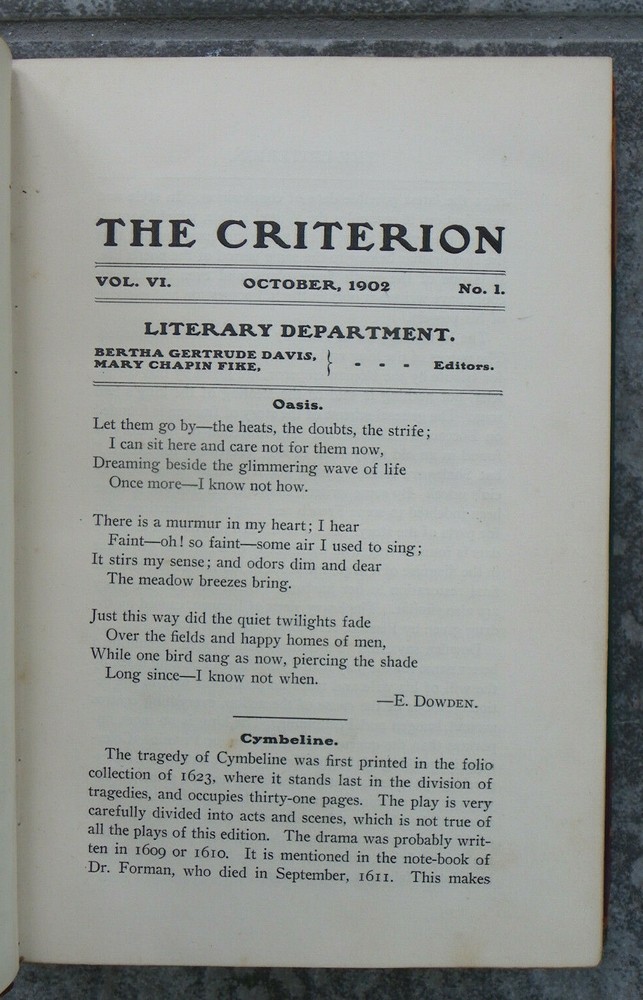 THE CRITERION
VOL. VI. OCTOBER, 1902 No. 1.
LITERARY DEPARTMENT.
BERTHA GERTRUDE DAVIS,
MARY CHAPIN FIKE, } - - - Editors.
Oasis.
Let them go by—the heats, the doubts, the strife;
I can sit here and care not for them now,
Dreaming beside the glimmering wave of life
Once more—I know not how.
There is a murmur in my heart; I hear
Faint—oh! so faint—some air I used to sing;
It stirs my sense; and odors dim and dear
The meadow breezes bring.
Just this way did the quiet twilights fade
Over the fields and happy homes of men,
While one bird sang as now, piercing the shade
Long since—I know not when.
—E. DOWDEN.
Cymbeline.
The tragedy of Cymbeline was first printed in the folio
collection of 1623, where it stands last in the division of
tragedies, and occupies thirty-one pages. The play is very
carefully divided into acts and scenes, which is not true of
all the plays of this edition. The drama was probably writ-
ten in 1609 or 1610. It is mentioned in the note-book of
Dr. Forman, who died in September, 1611. This makes